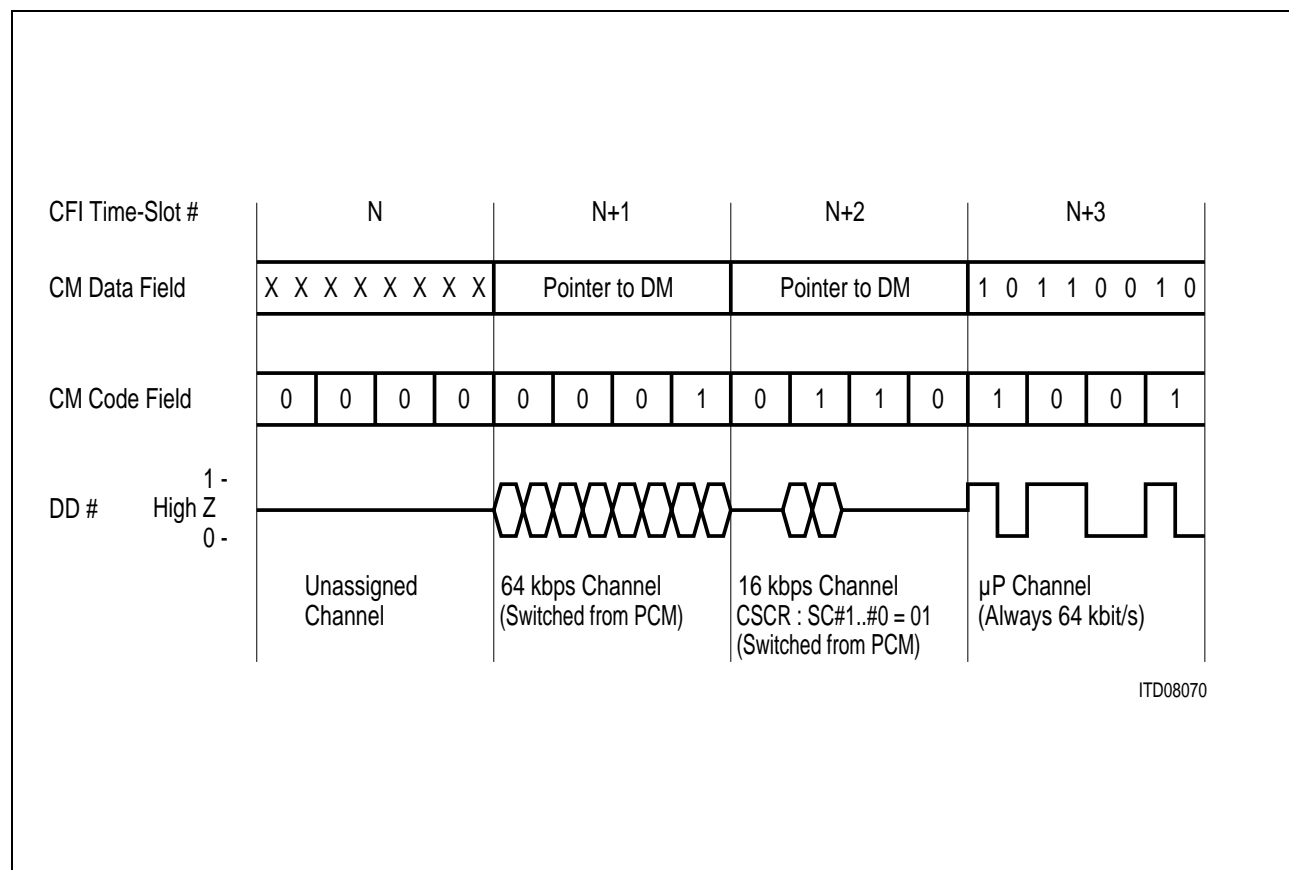 CFI Time-Slot # N N+1 N+2 N+3
CM Data Field X X X X X X X X Pointer to DM Pointer to DM 1 0 1 1 0 0 1 0
CM Code Field 0 0 0 0 0 0 0 1 0 1 1 0 1 0 0 1
1 -
DD # High Z
0 -
Unassigned
Channel
64 kbps Channel
(Switched from PCM)
16 kbps Channel
CSCR : SC#1..#0 = 01
(Switched from PCM)
µP Channel
(Always 64 kbit/s)
ITD08070